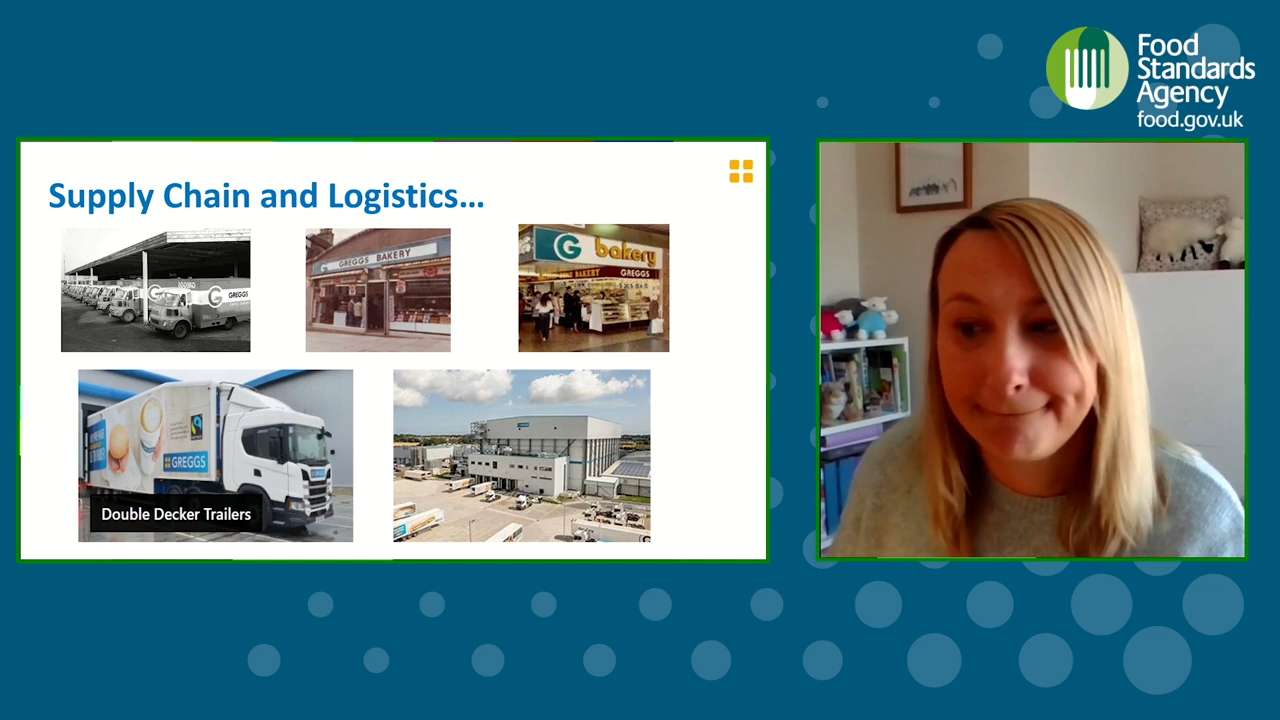 Food
Standards
Agency
food.gov.uk
Supply Chain and Logistics...
GREGGS
GREGGS BAKERY
bakery
BAKERY GREGGS
GREGGS
Double Decker Trailers